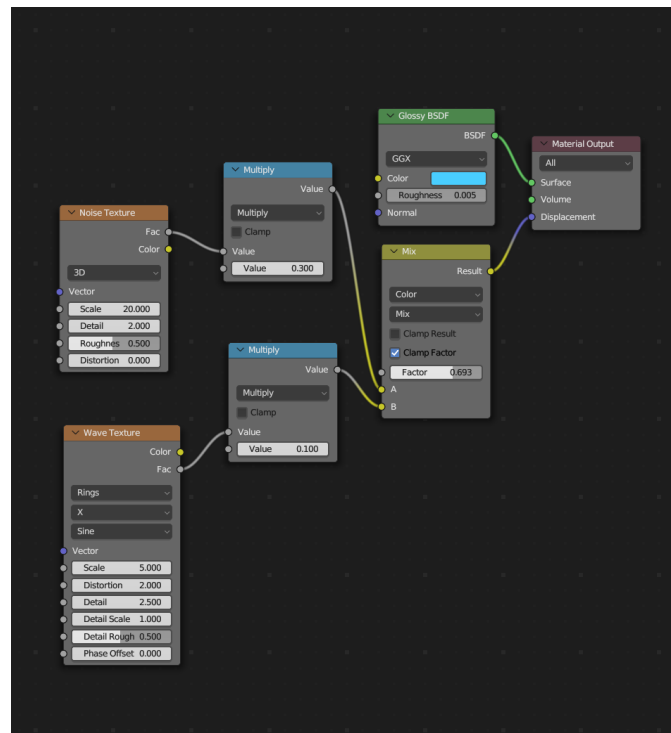 Noise Texture
Fac
Color
3D
Vector
Scale 20.000
Detail 2.000
Roughnes 0.500
Distortion 0.000
Wave Texture
Color
Fac
Rings
X
Sine
Vector
Scale 5.000
Distortion 2.000
Detail 2.500
Detail Scale 1.000
Detail Rough 0.500
Phase Offset 0.000
Multiply
Value
Multiply
Clamp
Value
Value 0.300
Multiply
Value
Multiply
Clamp
Value
Value 0.100
Glossy BSDF
BSDF
GGX
Color
Roughness 0.005
Normal
Mix
Result
Color
Mix
Clamp Result
Clamp Factor
Factor 0.693
A
B
Material Output
All
Surface
Volume
Displacement